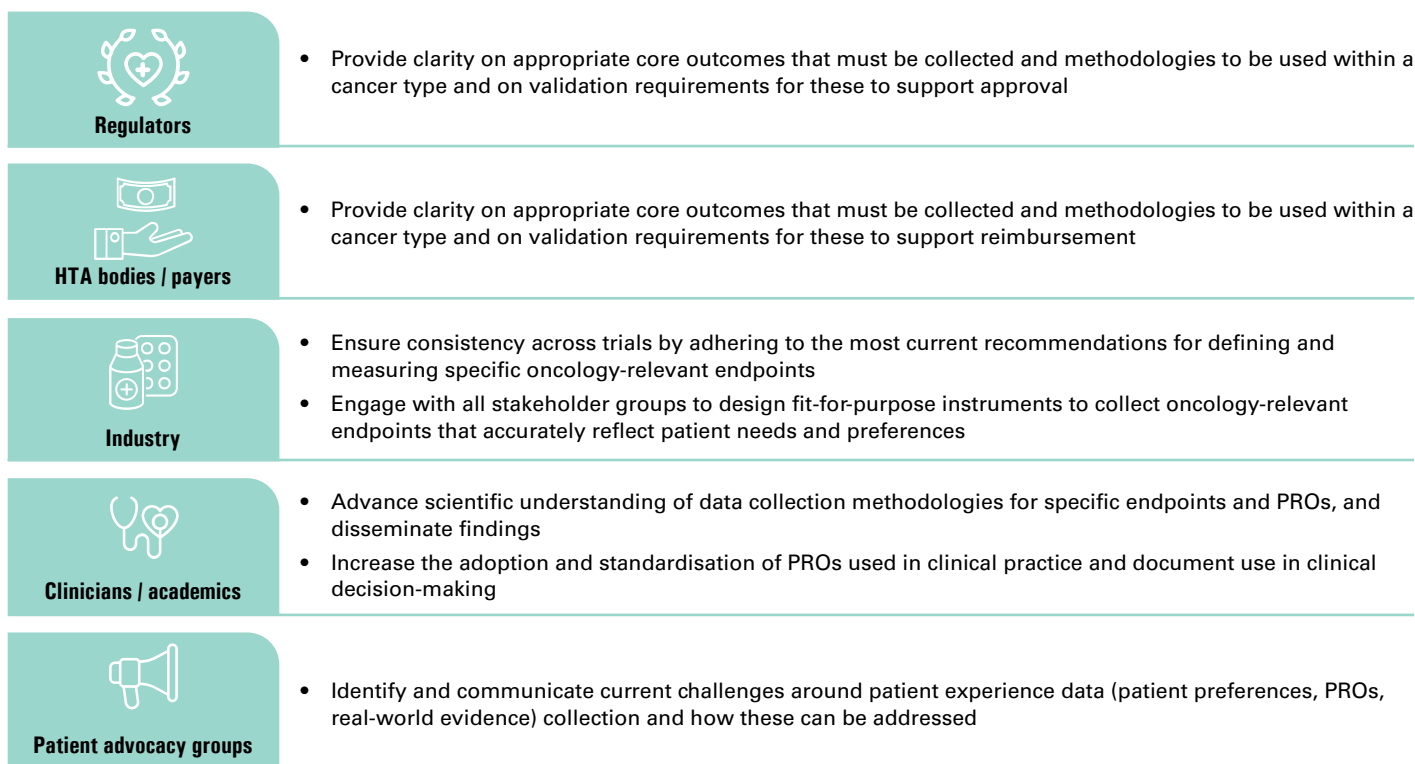 Regulators
• Provide clarity on appropriate core outcomes that must be collected and methodologies to be used within a
cancer type and on validation requirements for these to support approval
HTA bodies / payers
• Provide clarity on appropriate core outcomes that must be collected and methodologies to be used within a
cancer type and on validation requirements for these to support reimbursement
Industry
• Ensure consistency across trials by adhering to the most current recommendations for defining and
measuring specific oncology-relevant endpoints
• Engage with all stakeholder groups to design fit-for-purpose instruments to collect oncology-relevant
endpoints that accurately reflect patient needs and preferences
Clinicians / academics
• Advance scientific understanding of data collection methodologies for specific endpoints and PROs, and
disseminate findings
• Increase the adoption and standardisation of PROs used in clinical practice and document use in clinical
decision-making
Patient advocacy groups
• Identify and communicate current challenges around patient experience data (patient preferences, PROs,
real-world evidence) collection and how these can be addressed